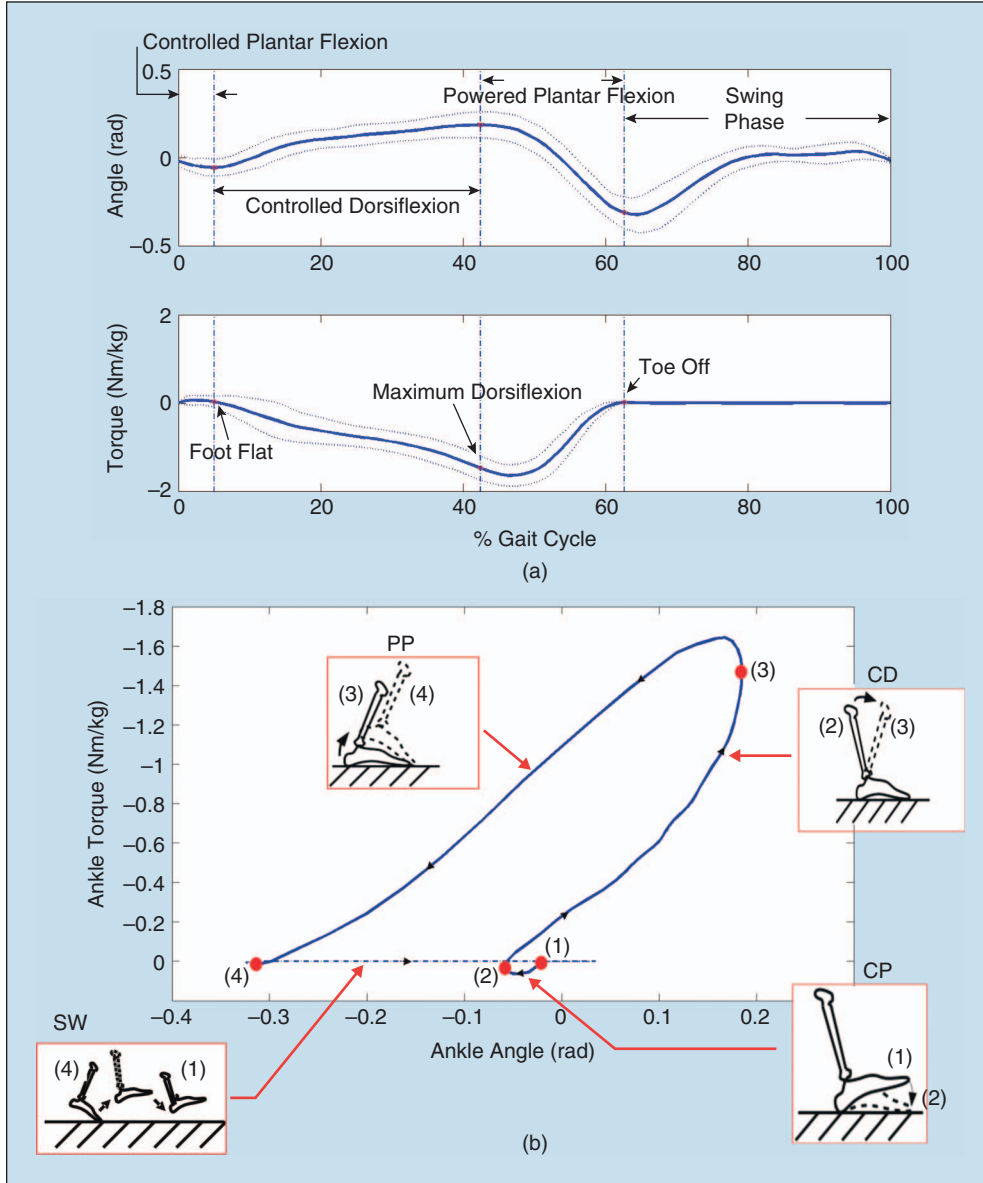 (a)
Controlled Plantar Flexion
0.5
0
–0.5
Angle (rad)
Powered Plantar Flexion
Swing
Phase
Controlled Dorsiflexion
0 20 40 60 80 100
2
0
–2
Torque (Nm/kg)
Foot Flat
Maximum Dorsiflexion
Toe Off
0 20 40 60 80 100
% Gait Cycle
(a)
–1.8
–1.6
–1.4
–1.2
–1
–0.8
–0.6
–0.4
–0.2
0
Ankle Torque (Nm/kg)
PP
(3) (4)
(3)
CD
(2) (3)
(4)
(2)
(1)
CP
(1)
(2)
–0.4 –0.3 –0.2 –0.1 0 0.1 0.2
Ankle Angle (rad)
SW
(4) (1)
(b)